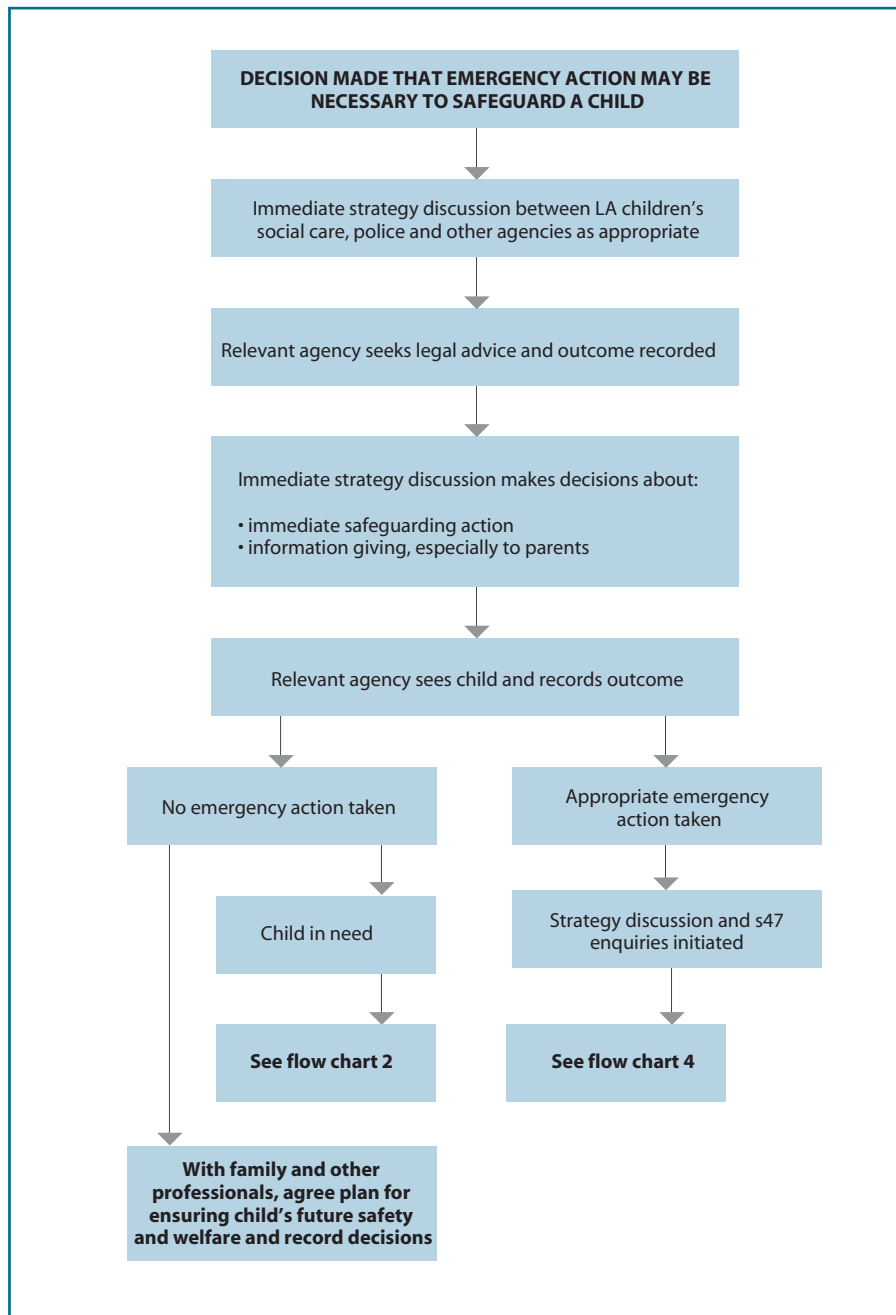 DECISION MADE THAT EMERGENCY ACTION MAY BE
NECESSARY TO SAFEGUARD A CHILD
Immediate strategy discussion between LA children’s
social care, police and other agencies as appropriate
Relevant agency seeks legal advice and outcome recorded
Immediate strategy discussion makes decisions about:
• immediate safeguarding action
• information giving, especially to parents
Relevant agency sees child and records outcome
No emergency action taken
Appropriate emergency
action taken
Child in need
Strategy discussion and s47
enquiries initiated
See flow chart 2
See flow chart 4
With family and other
professionals, agree plan for
ensuring child’s future safety
and welfare and record decisions